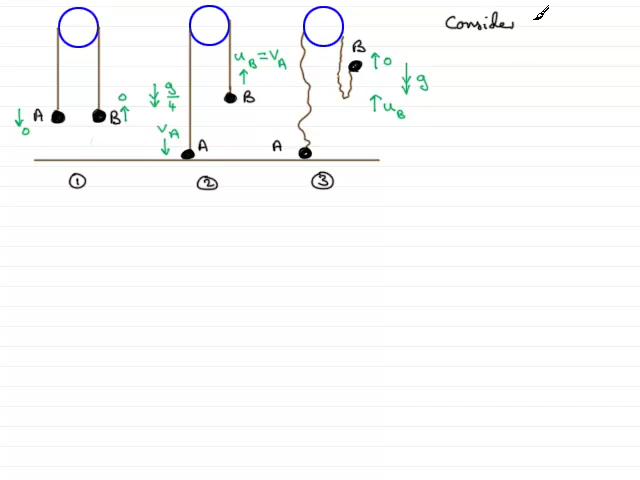 Consider
B
↑ 0
u_B = v_A
↑
g
↑ u_B
g/4
0
A
B
B
↓ 0
v_A
A
A
①
②
③